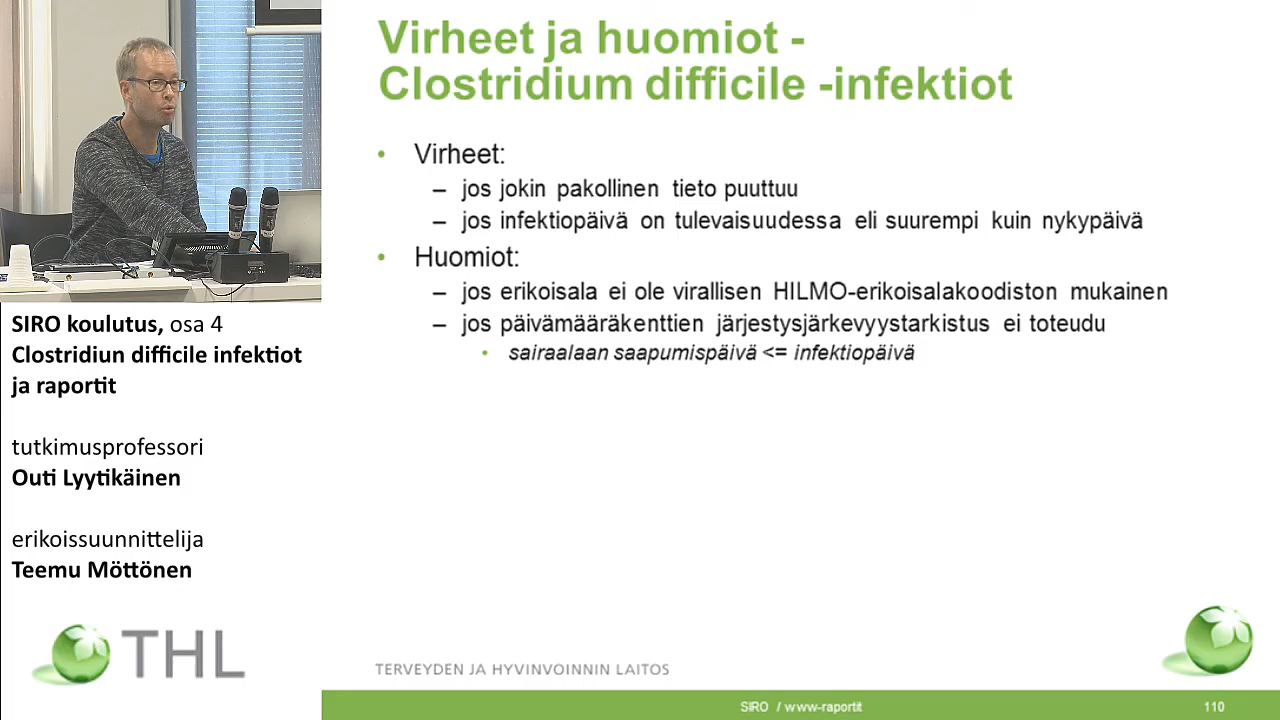 Virheet ja huomiot -
Clostridium difficile -infektiot
• Virheet:
– jos jokin pakollinen tieto puuttuu
– jos infektiopäivä on tulevaisuudessa eli suurempi kuin nykypäivä
• Huomiot:
– jos erikoisala ei ole virallisen HILMO-erikoisalakoodiston mukainen
– jos päivämääräkenttien järjestysjärkevyystarkistus ei toteudu
• sairaalaan saapumispäivä <= infektiopäivä
SIRO koulutus, osa 4
Clostridiun difficile infektiot
ja raportit
tutkimusprofessori
Outi Lyytikäinen
erikoissuunnittelija
Teemu Möttönen
THL
TERVEYDEN JA HYVINVOINNIN LAITOS
SIRO / www-raportit
110